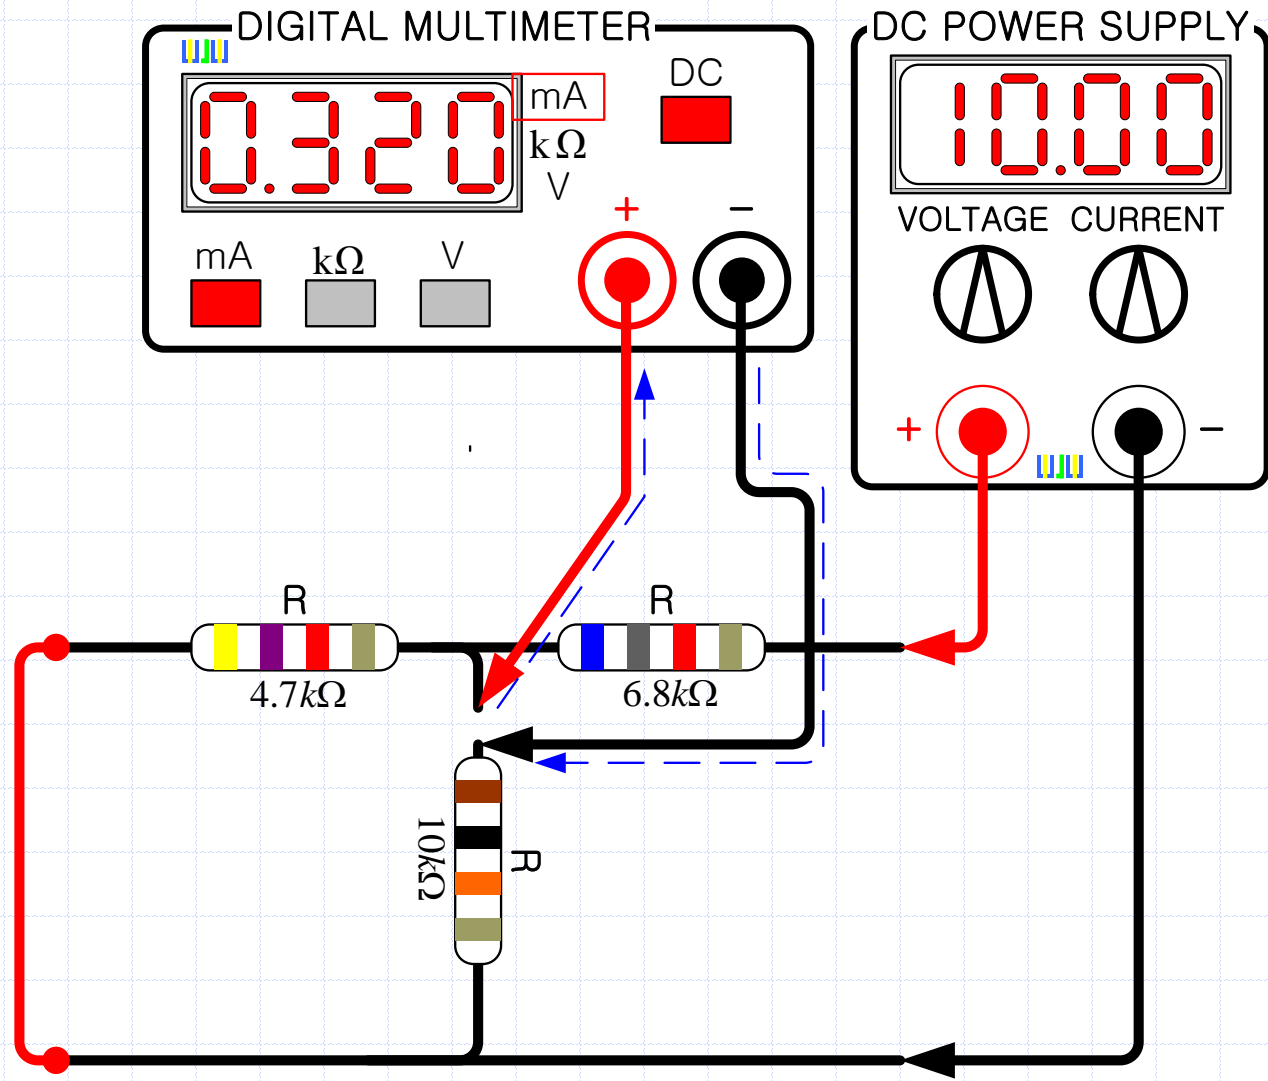 DIGITAL MULTIMETER
DC POWER SUPPLY
0.320
mA
kΩ
V
DC
10.00
+
−
VOLTAGE
CURRENT
mA
kΩ
V
+
−
R
4.7kΩ
R
6.8kΩ
10kΩ
R